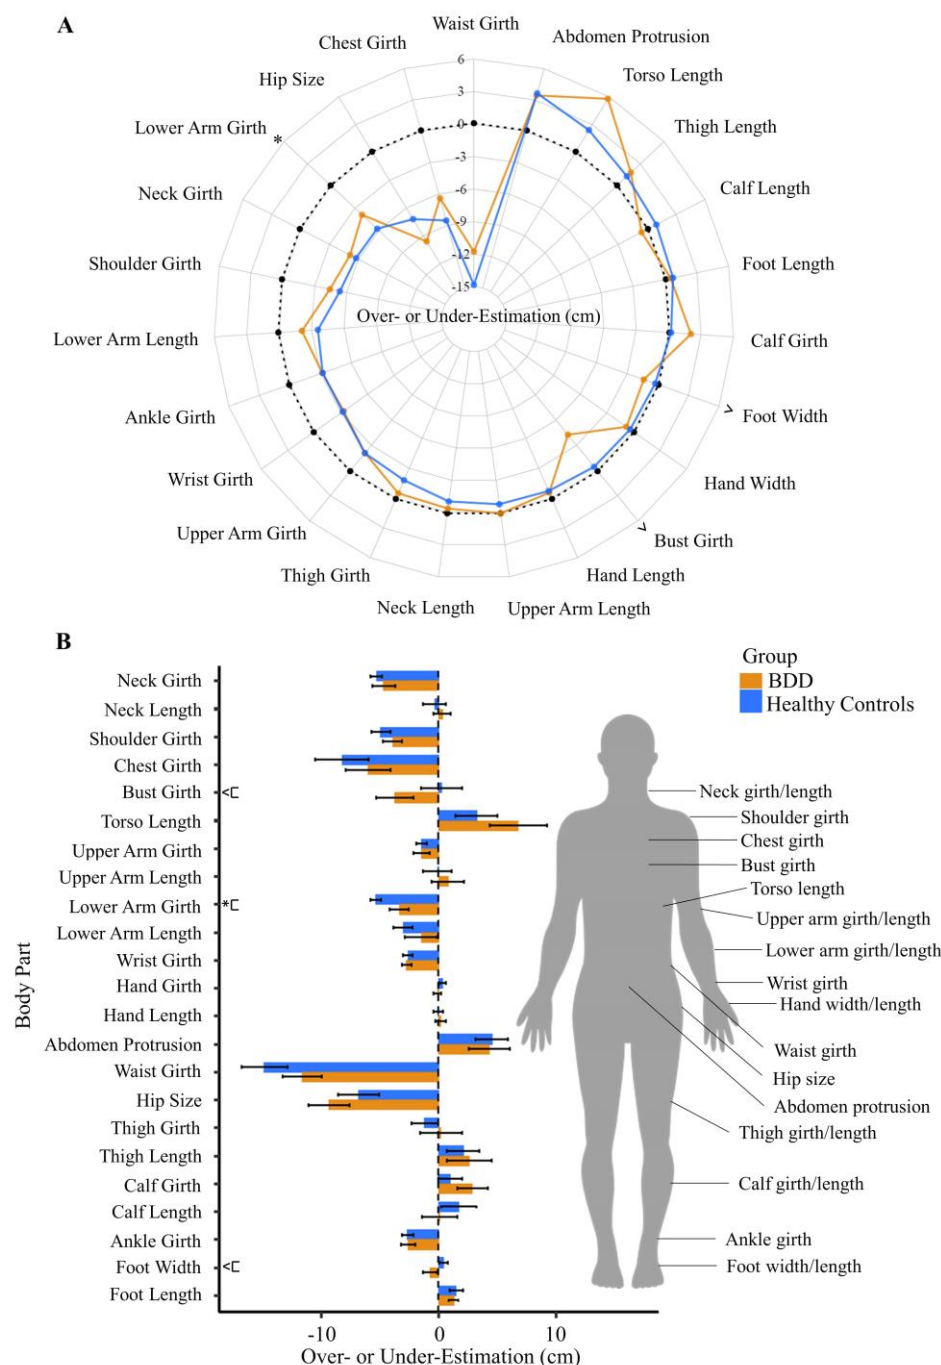 A
Waist Girth
Abdomen Protrusion
Torso Length
Thigh Length
Calf Length
Foot Length
Calf Girth
> Foot Width
Hand Width
> Bust Girth
Hand Length
Upper Arm Length
Neck Length
Thigh Girth
Upper Arm Girth
Wrist Girth
Ankle Girth
Lower Arm Length
Shoulder Girth
Neck Girth
Lower Arm Girth *
Hip Size
Chest Girth
6
3
0
-3
-6
-9
-12
-15
Over- or Under-Estimation (cm)
B
Group
BDD
Healthy Controls
Body Part
Neck Girth
Neck Length
Shoulder Girth
Chest Girth
Bust Girth <
Torso Length
Upper Arm Girth
Upper Arm Length
Lower Arm Girth *
Lower Arm Length
Wrist Girth
Hand Girth
Hand Length
Abdomen Protrusion
Waist Girth
Hip Size
Thigh Girth
Thigh Length
Calf Girth
Calf Length
Ankle Girth
Foot Width <
Foot Length
-10 0 10
Over- or Under-Estimation (cm)
Neck girth/length
Shoulder girth
Chest girth
Bust girth
Torso length
Upper arm girth/length
Lower arm girth/length
Wrist girth
Hand width/length
Waist girth
Hip size
Abdomen protrusion
Thigh girth/length
Calf girth/length
Ankle girth
Foot width/length